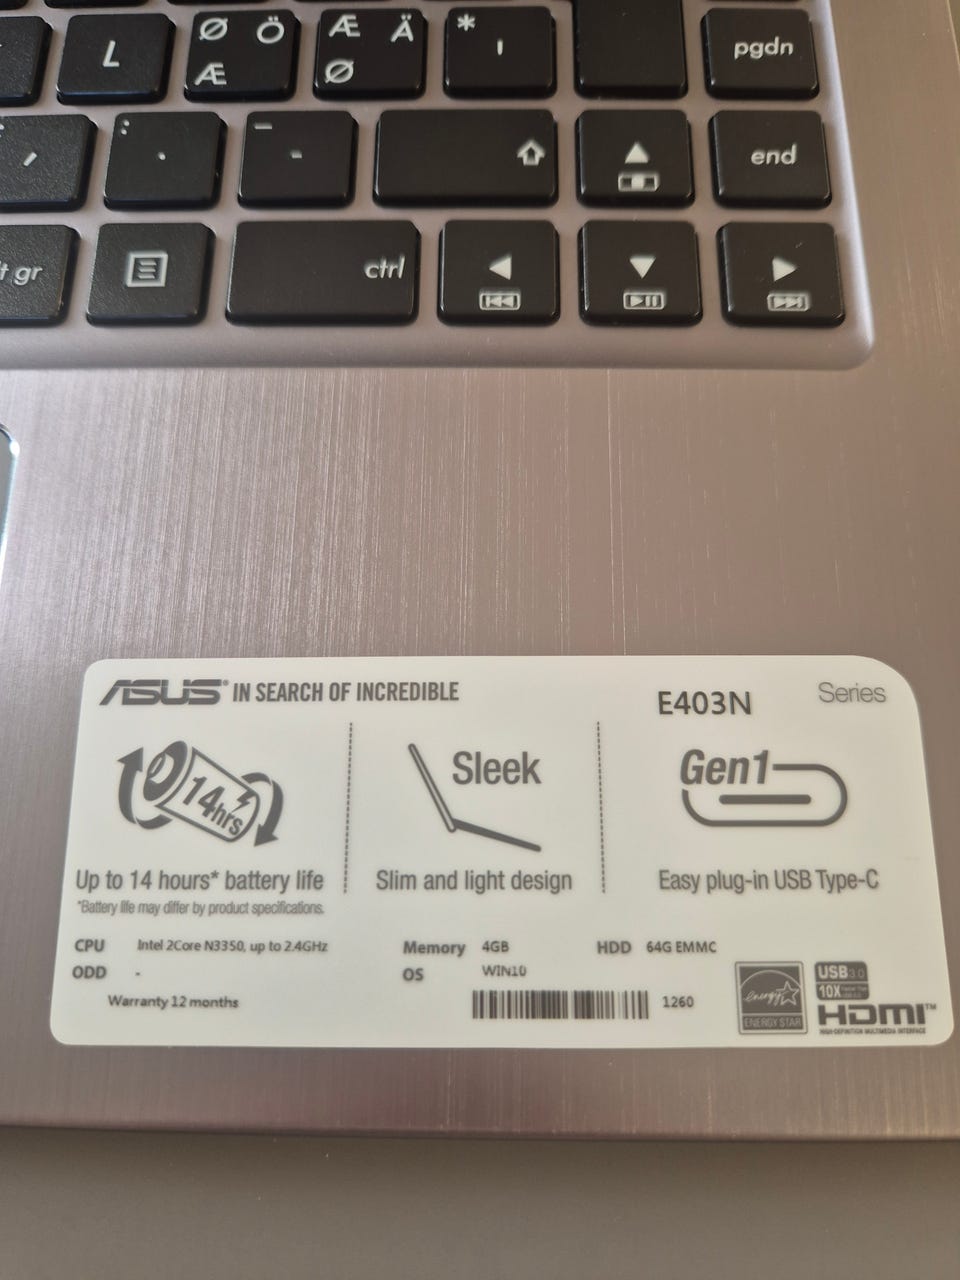 L
Ø Ö
Æ
Æ Ä
Ø
*
'
pgdn
:
.
-
end
t gr
ctrl
ASUS® IN SEARCH OF INCREDIBLE
E403N
Series
14hrs
Sleek
Gen1
Up to 14 hours* battery life
Slim and light design
Easy plug-in USB Type-C
*Battery life may differ by product specifications.
CPU Intel 2Core N3350, up to 2.4GHz
Memory 4GB
HDD 64G EMMC
ODD -
OS WIN10
Warranty 12 months
1260
energy
ENERGY STAR
USB 3.0
10X
HDMI™
HIGH-DEFINITION MULTIMEDIA INTERFACE